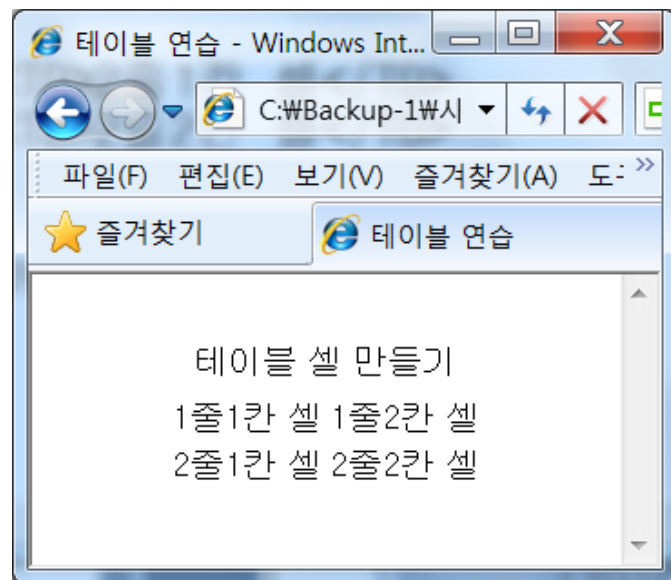 테이블 연습 - Windows Int...
C:₩Backup-1₩시
파일(F) 편집(E) 보기(V) 즐겨찾기(A)
즐겨찾기 테이블 연습
테이블 셀 만들기
1줄1칸 셀 1줄2칸 셀
2줄1칸 셀 2줄2칸 셀